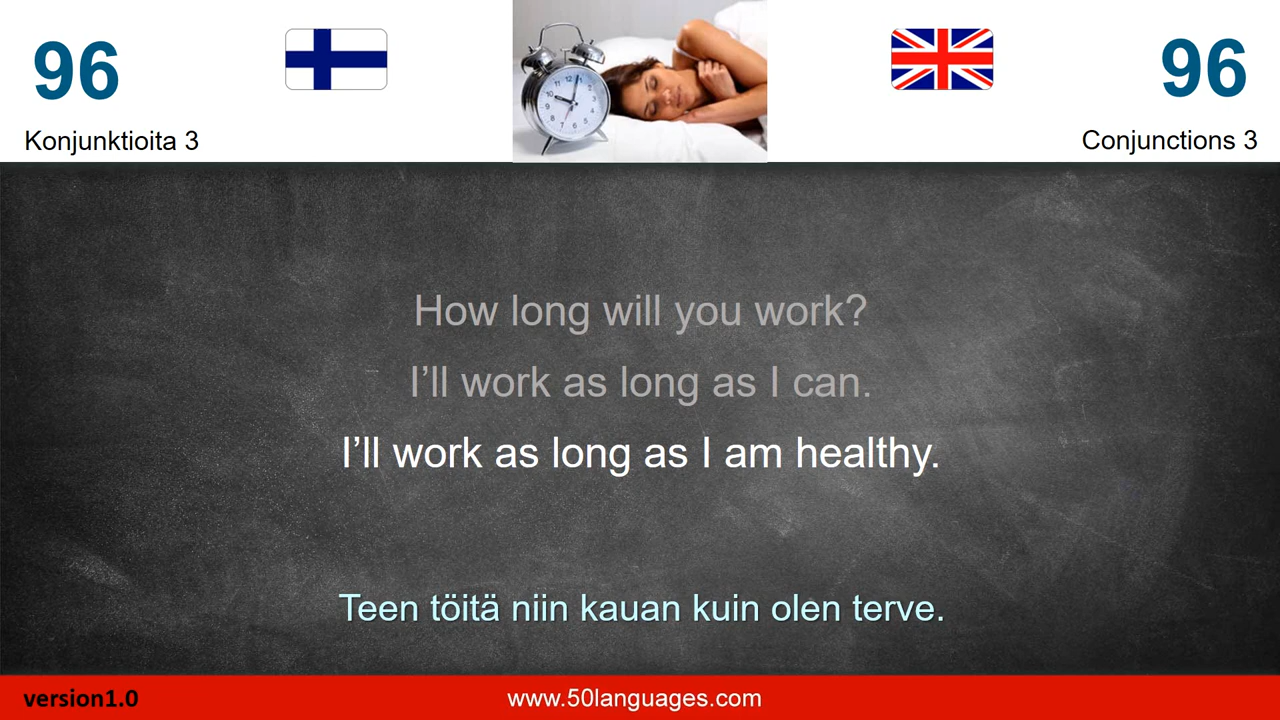 96
96
Konjunktioita 3
Conjunctions 3
How long will you work?
I’ll work as long as I can.
I’ll work as long as I am healthy.
Teen töitä niin kauan kuin olen terve.
version1.0
www.50languages.com